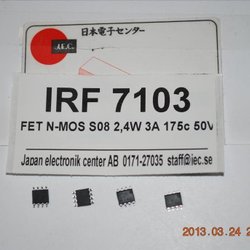 日本電子センター
J.E.C.
IRF 7103
FET N-MOS S08 2,4W 3A 175c 50V
Japan electronik center AB 0171-27035 staff@jec.se
2013.03.24 2